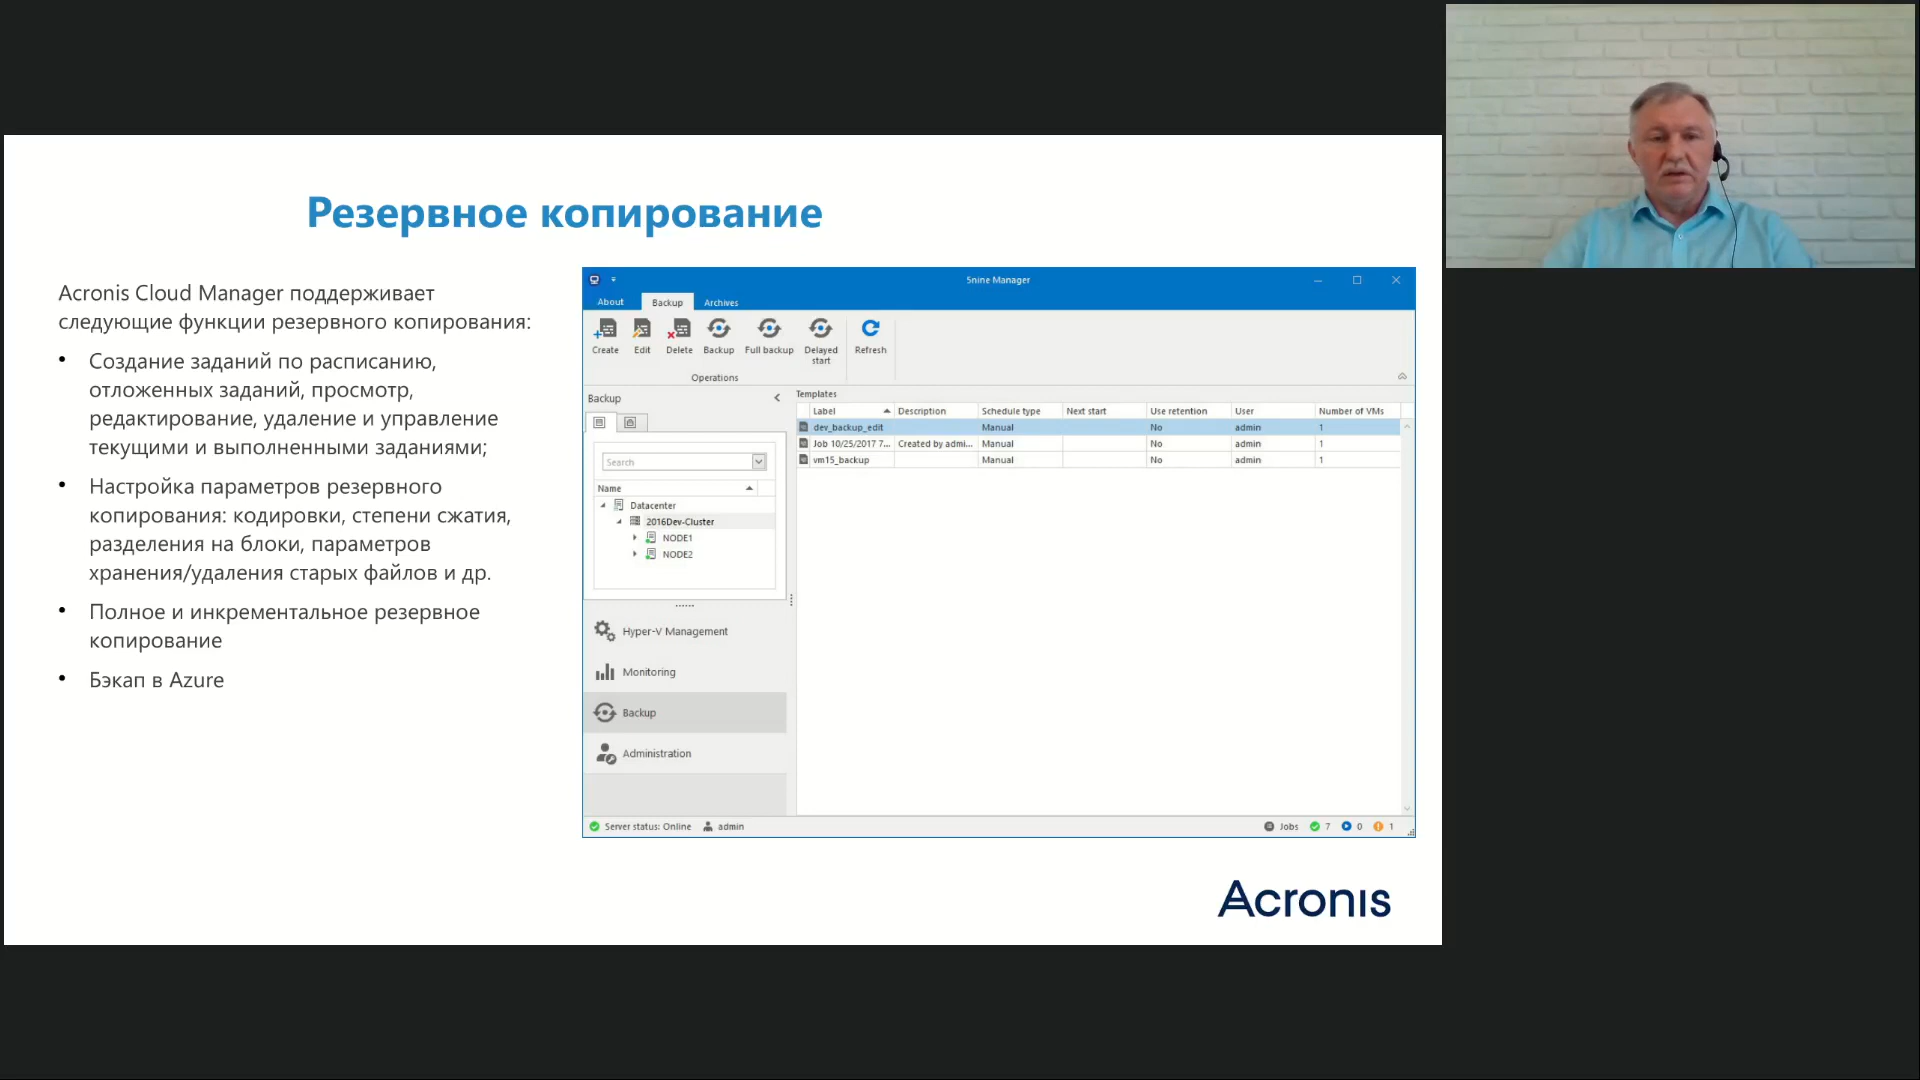 Резервное копирование
Acronis Cloud Manager поддерживает
следующие функции резервного копирования:
• Создание заданий по расписанию,
отложенных заданий, просмотр,
редактирование, удаление и управление
текущими и выполненными заданиями;
• Настройка параметров резервного
копирования: кодировки, степени сжатия,
разделения на блоки, параметров
хранения/удаления старых файлов и др.
• Полное и инкрементальное резервное
копирование
• Бэкап в Azure
5nine Manager
About Backup Archives
Create Edit Delete Backup Full backup Delayed start Refresh
Operations
Backup
Search
Name
Datacenter
2016Dev-Cluster
NODE1
NODE2
Hyper-V Management
Monitoring
Backup
Administration
Templates
Label Description Schedule type Next start Use retention User Number of VMs
dev_backup_edit Manual No admin 1
Job 10/25/2017 7... Created by admi... Manual No admin 1
vm15_backup Manual No admin 1
Server status: Online admin Jobs 7 0 1
Acronis